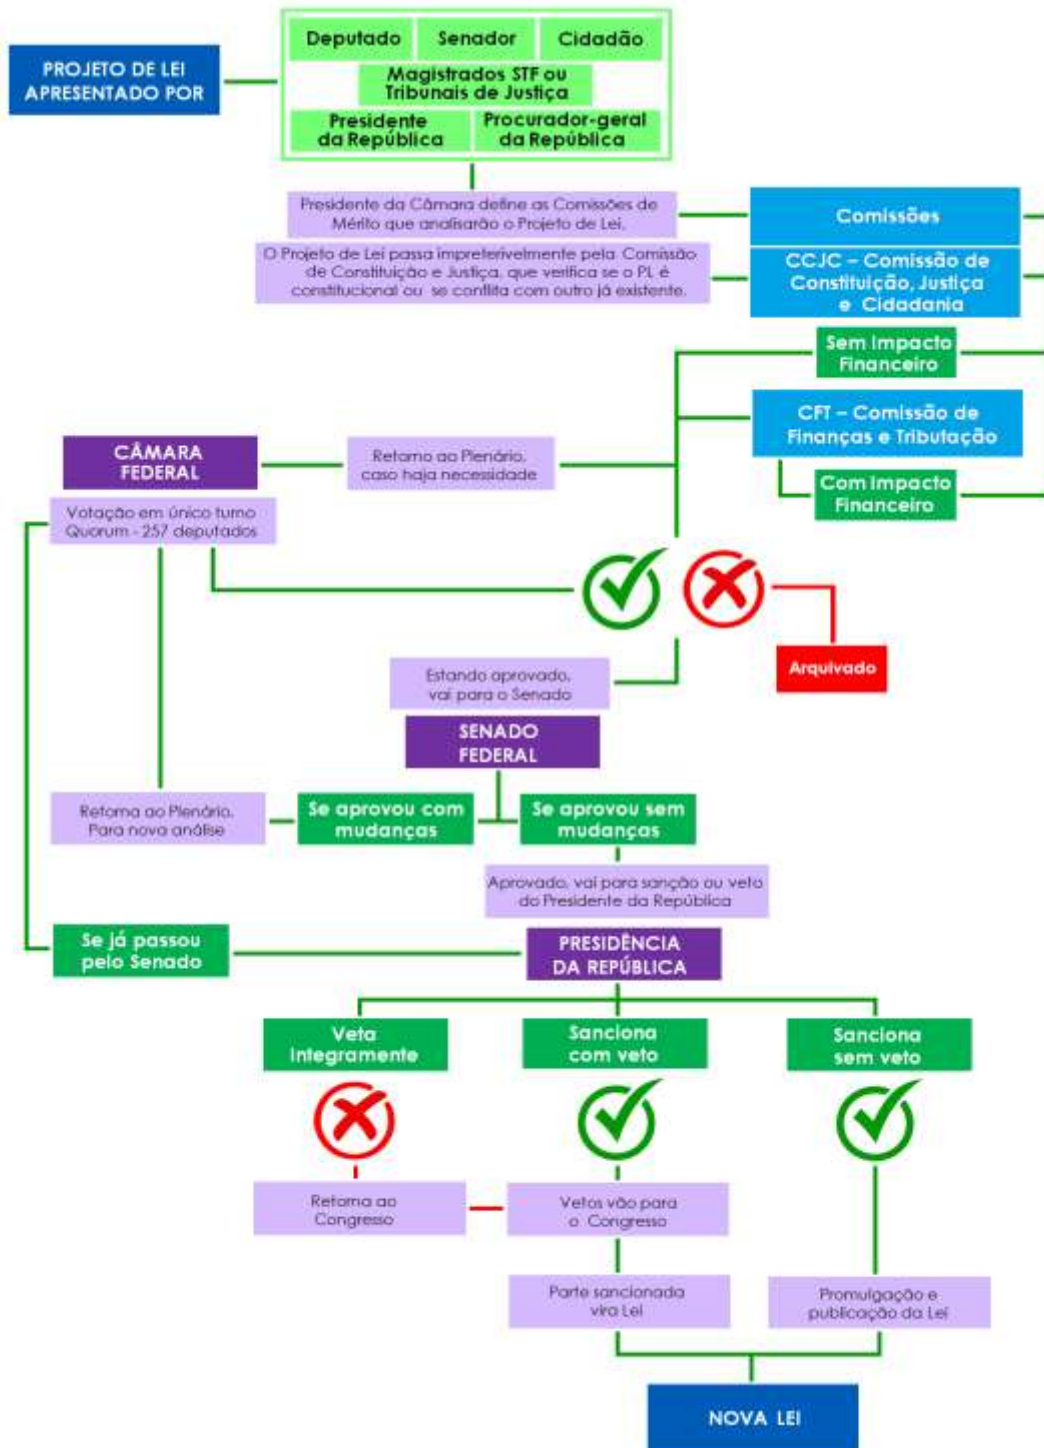 PROJETO DE LEI
APRESENTADO POR
Deputado
Senador
Cidadão
Magistrados STF ou
Tribunais de Justiça
Presidente
da República
Procurador-geral
da República
Presidente da Câmara define as Comissões de
Mérito que analisarão o Projeto de Lei.
Comissões
O Projeto de Lei passa impreterivelmente pela Comissão
de Constituição e Justiça, que verifica se o PL é
constitucional ou se conflita com outro já existente.
CCJC – Comissão de
Constituição, Justiça
e Cidadania
Sem Impacto
Financeiro
CFT – Comissão de
Finanças e Tributação
Com Impacto
Financeiro
CÂMARA
FEDERAL
Retorno ao Plenário,
caso haja necessidade
Votação em único turno
Quorum - 257 deputados
Arquivado
Estando aprovado,
vai para o Senado
SENADO
FEDERAL
Retorna ao Plenário.
Para nova análise
Se aprovou com
mudanças
Se aprovou sem
mudanças
Aprovado, vai para sanção ou veto
do Presidente da República
Se já passou
pelo Senado
PRESIDÊNCIA
DA REPÚBLICA
Veta
Integramente
Sanciona
com veto
Sanciona
sem veto
Retorna ao
Congresso
Vetos vão para
o Congresso
Parte sancionada
vira Lei
Promulgação e
publicação da Lei
NOVA LEI